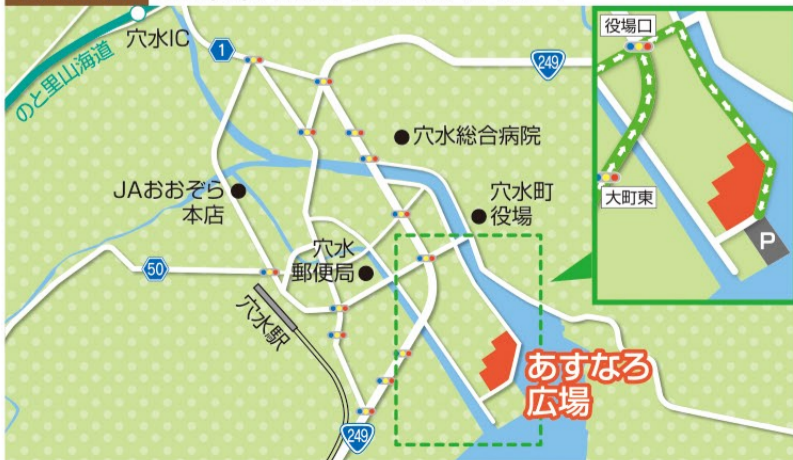 穴水IC
のと里山海道
1
249
穴水総合病院
JAおおぞら
本店
穴水町
役場
穴水
郵便局
50
穴水駅
あすなろ
広場
249
役場口
大町東
P